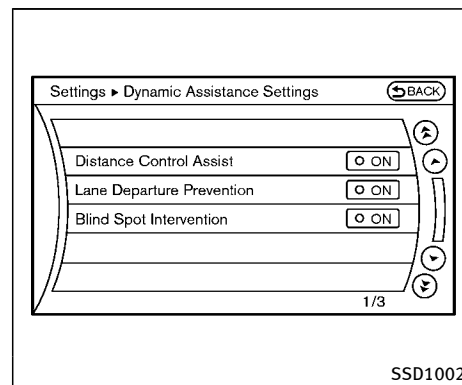 Settings ▸ Dynamic Assistance Settings BACK
Distance Control Assist ON
Lane Departure Prevention ON
Blind Spot Intervention ON
1/3
SSD1002